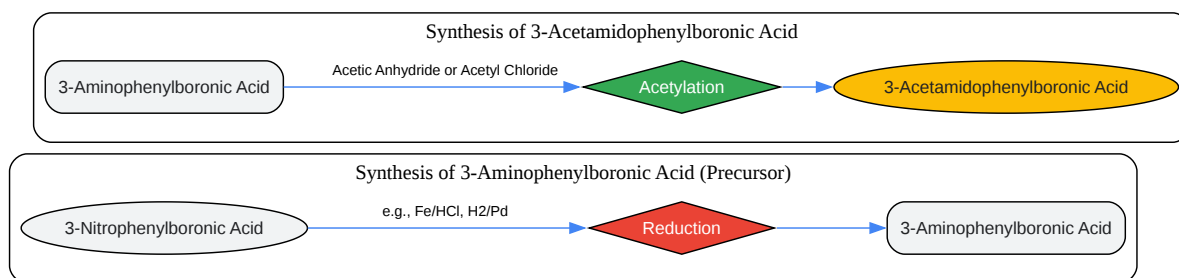 Synthesis of 3-Acetamidophenylboronic Acid
3-Aminophenylboronic Acid
Acetic Anhydride or Acetyl Chloride
Acetylation
3-Acetamidophenylboronic Acid
Synthesis of 3-Aminophenylboronic Acid (Precursor)
3-Nitrophenylboronic Acid
e.g., Fe/HCl, H2/Pd
Reduction
3-Aminophenylboronic Acid